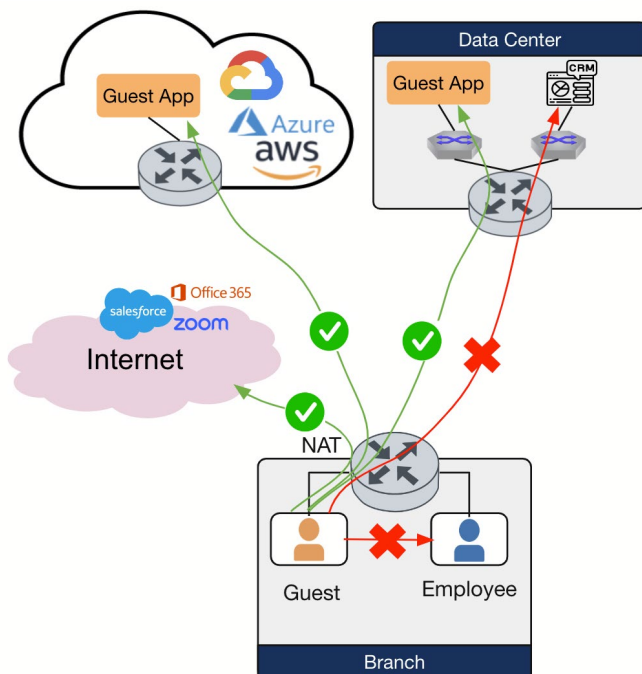 Data Center
Guest App
CRM
Guest App
Azure
aws
Office 365
salesforce
zoom
Internet
NAT
Guest
Employee
Branch